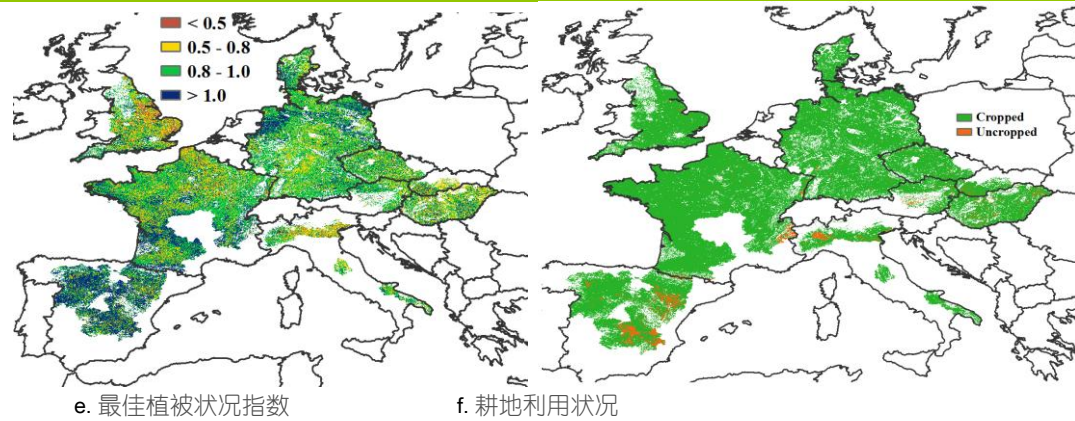 < 0.5
0.5 - 0.8
0.8 - 1.0
> 1.0
Cropped
Uncropped
e. 最佳植被状况指数
f. 耕地利用状况